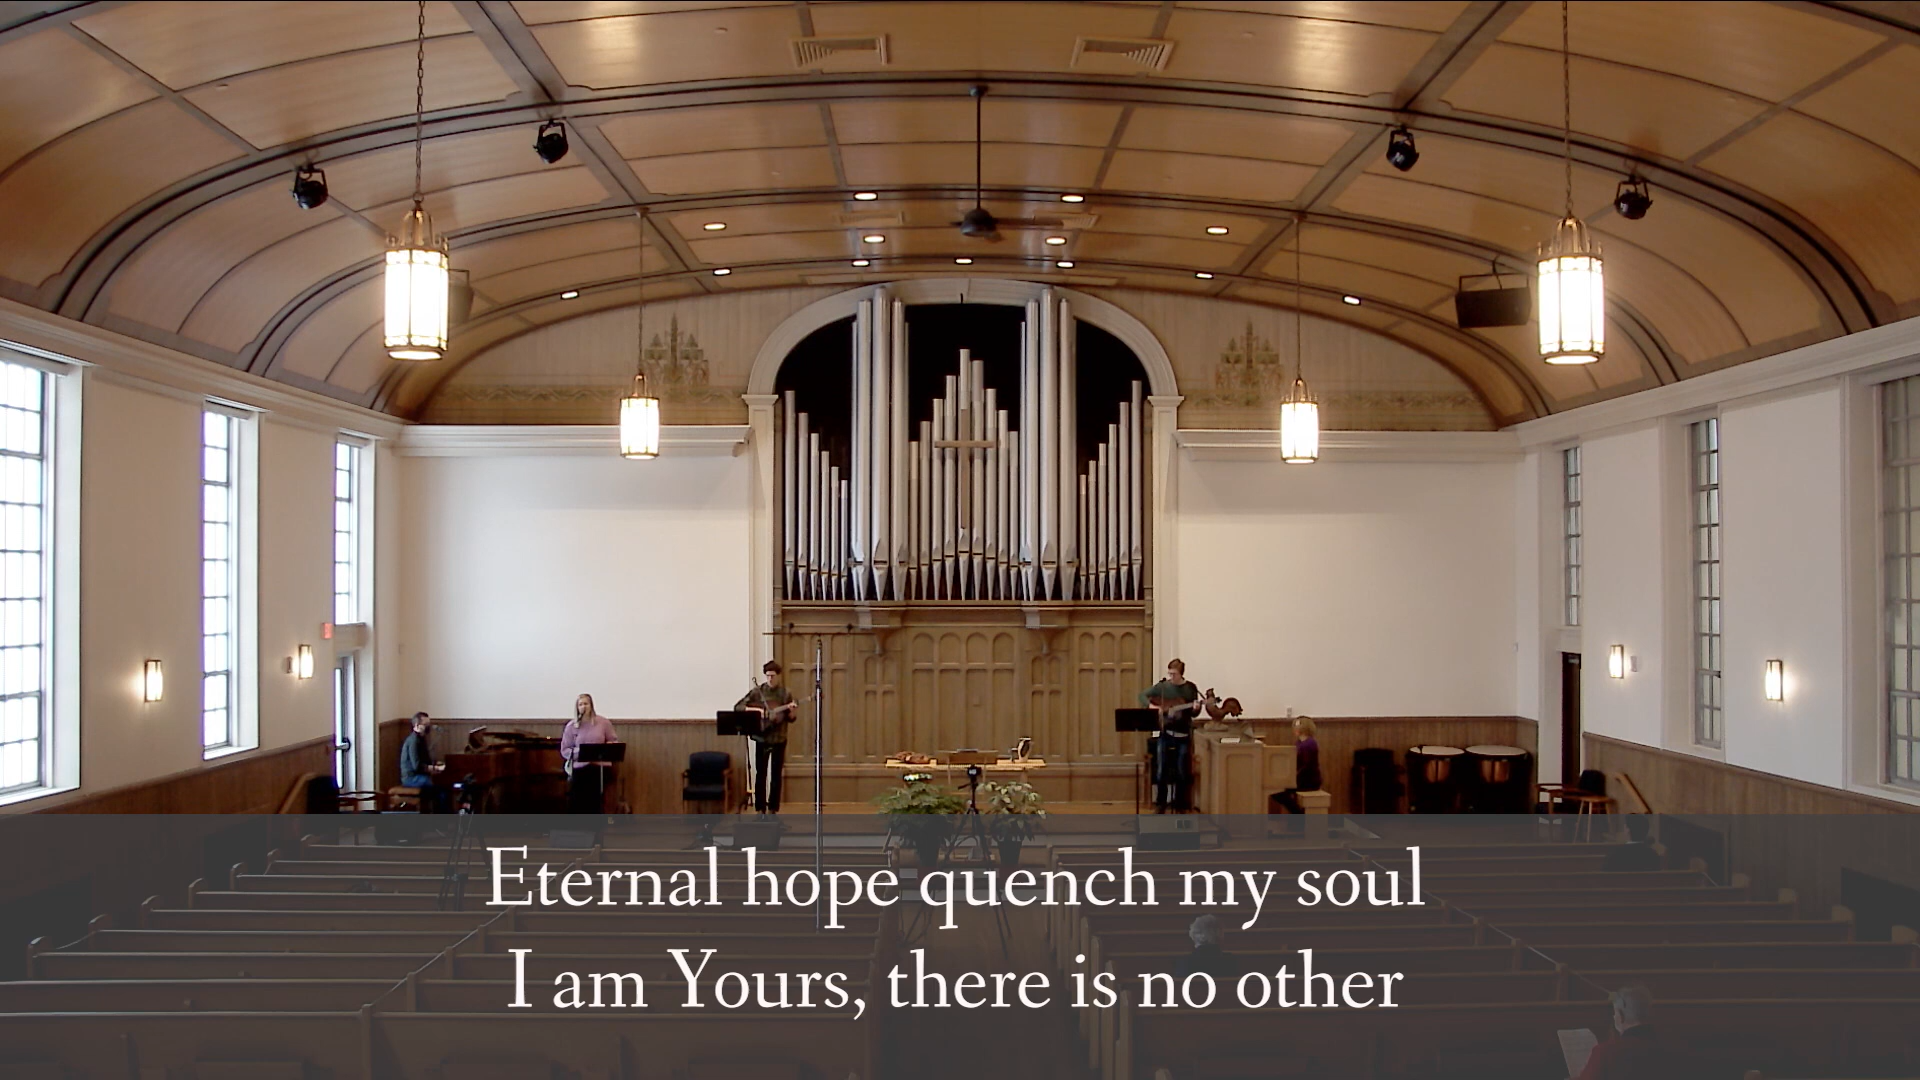 Eternal hope quench my soul
I am Yours, there is no other